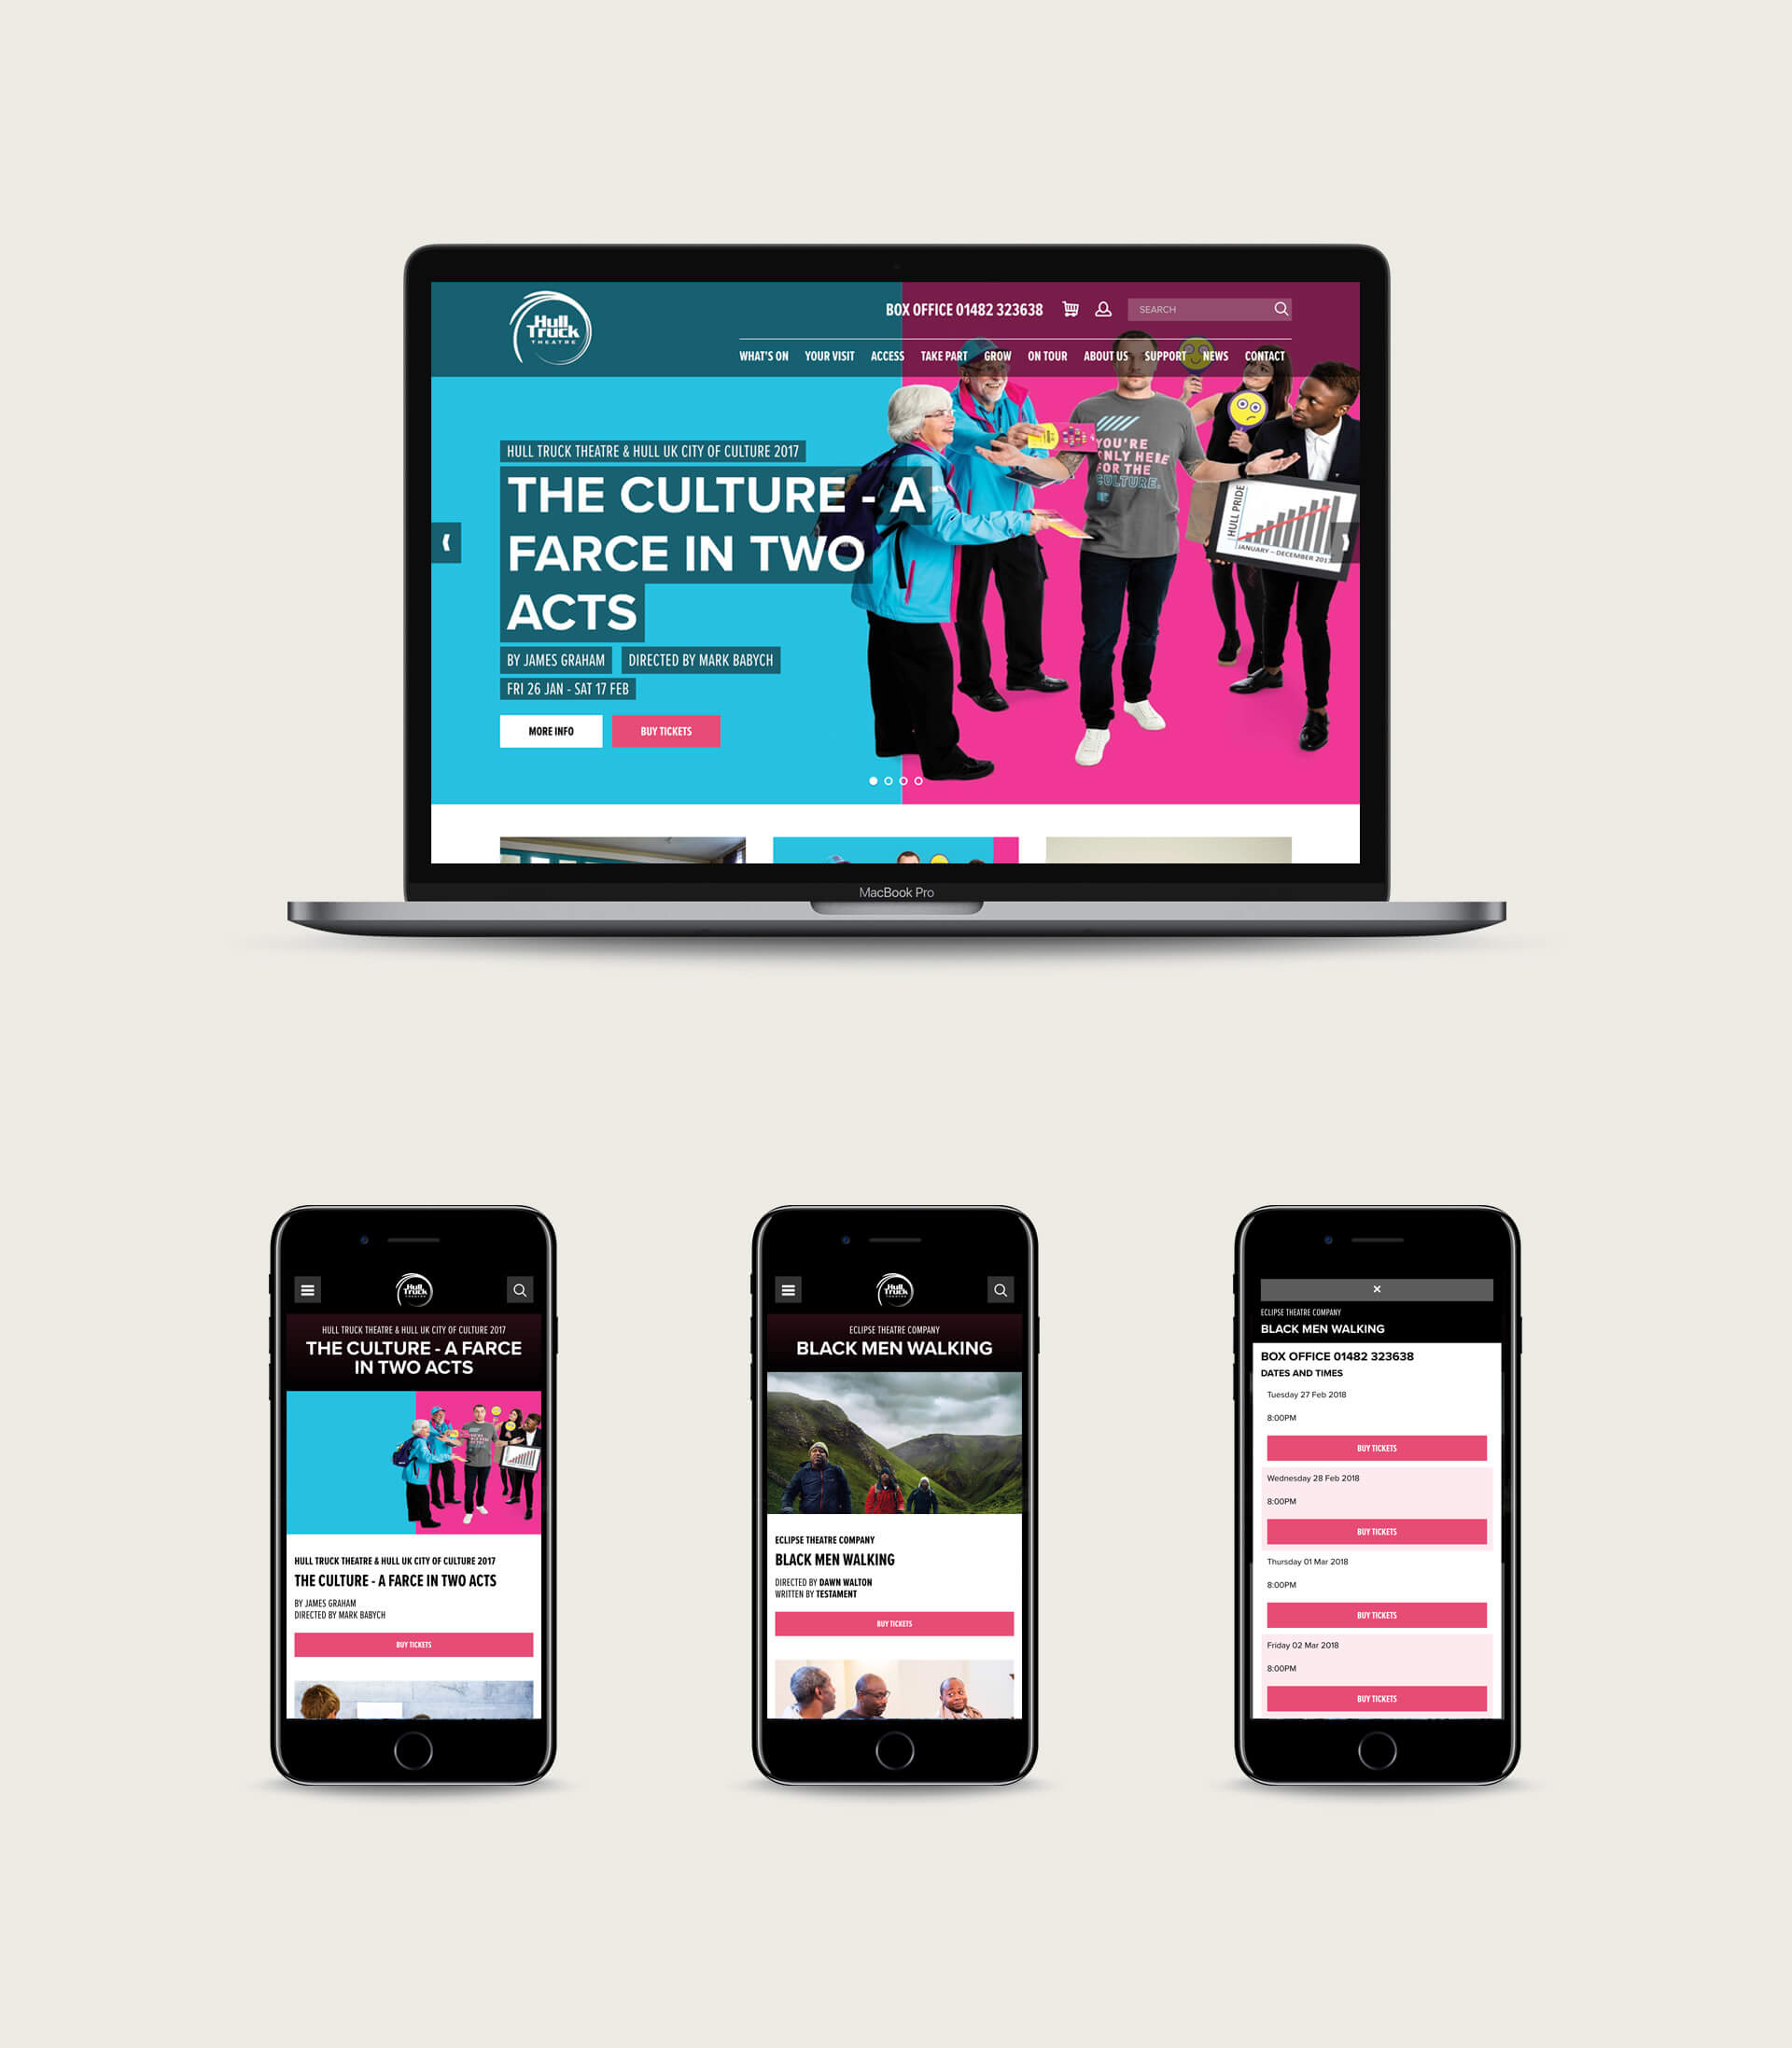 Hull
Truck
THEATRE
BOX OFFICE 01482 323638
SEARCH
WHAT'S ON YOUR VISIT ACCESS TAKE PART GROW ON TOUR ABOUT US SUPPORT NEWS CONTACT
HULL TRUCK THEATRE & HULL UK CITY OF CULTURE 2017
THE CULTURE - A
FARCE IN TWO
ACTS
BY JAMES GRAHAM DIRECTED BY MARK BABYCH
FRI 26 JAN - SAT 17 FEB
MORE INFO BUY TICKETS
YOU'RE
ONLY HERE
FOR THE
CULTURE.
HULL PRIDE
JANUARY – DECEMBER 2017
MacBook Pro
Hull
Truck
THEATRE
HULL TRUCK THEATRE & HULL UK CITY OF CULTURE 2017
THE CULTURE - A FARCE
IN TWO ACTS
HULL TRUCK THEATRE & HULL UK CITY OF CULTURE 2017
THE CULTURE - A FARCE IN TWO ACTS
BY JAMES GRAHAM
DIRECTED BY MARK BABYCH
BUY TICKETS
Hull
Truck
THEATRE
ECLIPSE THEATRE COMPANY
BLACK MEN WALKING
ECLIPSE THEATRE COMPANY
BLACK MEN WALKING
DIRECTED BY DAWN WALTON
WRITTEN BY TESTAMENT
BUY TICKETS
ECLIPSE THEATRE COMPANY
BLACK MEN WALKING
BOX OFFICE 01482 323638
DATES AND TIMES
Tuesday 27 Feb 2018
8:00PM
BUY TICKETS
Wednesday 28 Feb 2018
8:00PM
BUY TICKETS
Thursday 01 Mar 2018
8:00PM
BUY TICKETS
Friday 02 Mar 2018
8:00PM
BUY TICKETS